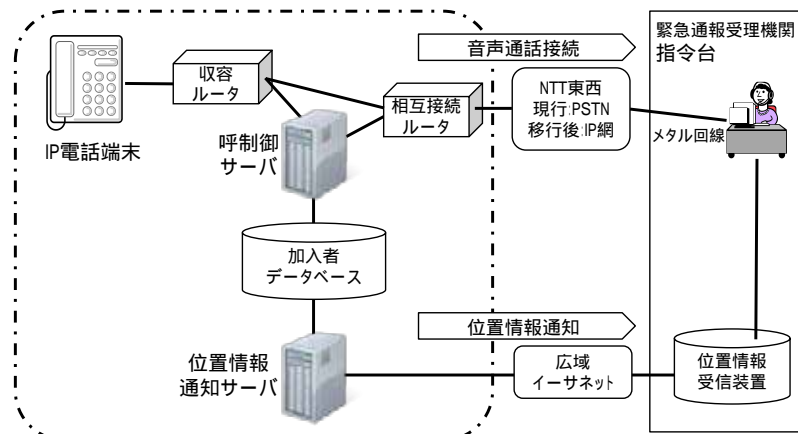 緊急通報受理機関
指令台
音声通話接続
収容
ルータ
相互接続
ルータ
NTT東西
現行:PSTN
移行後:IP網
メタル回線
IP電話端末
呼制御
サーバ
加入者
データベース
位置情報通知
位置情報
通知サーバ
広域
イーサネット
位置情報
受信装置